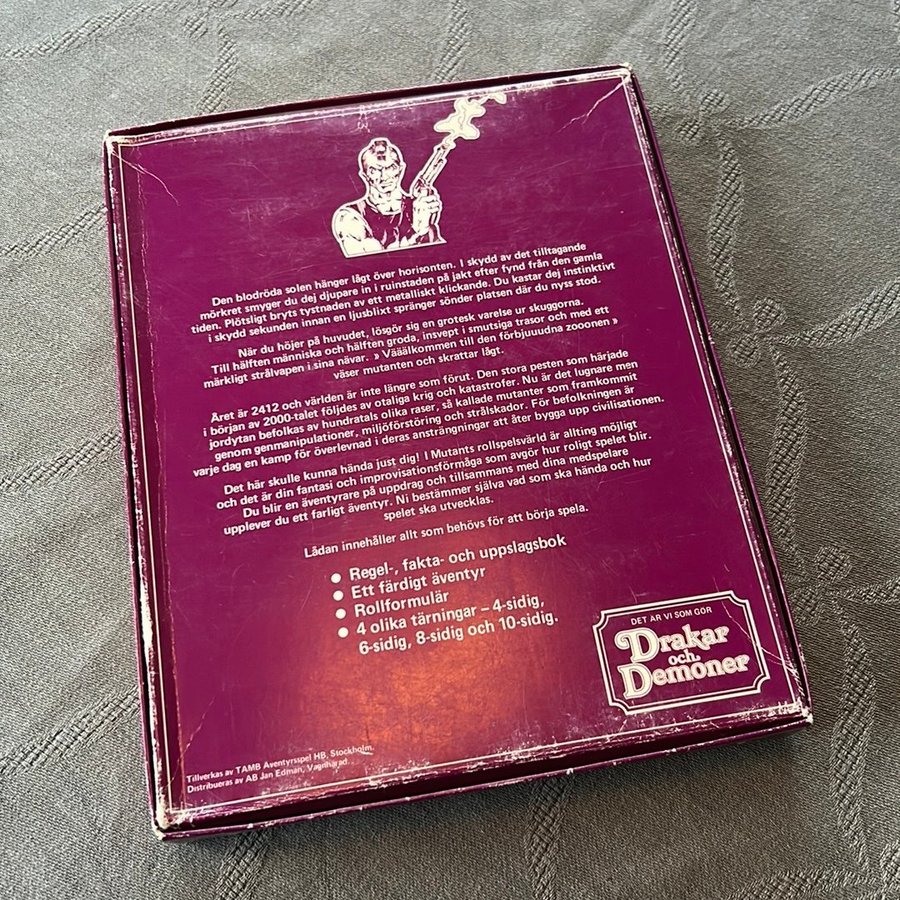 Den blodröda solen hänger lågt över horisonten. I skydd av det tilltagande
mörkret smyger du dej djupare in i ruinstaden på jakt efter fynd från den gamla
tiden. Plötsligt bryts tystnaden av ett metalliskt klickande. Du kastar dej instinktivt
i skydd sekunden innan en ljusblixt spränger sönder platsen där du nyss stod.
När du höjer på huvudet, lösgör sig en grotesk varelse ur skuggorna.
Till hälften människa och hälften groda, insvept i smutsiga trasor och med ett
märkligt strålvapen i sina nävar. » Väääлkommen till den förbjuuudna zooonen »
väser mutanten och skrattar lågt.
Året är 2412 och världen är inte längre som förut. Den stora pesten som härjade
i början av 2000-talet följdes av otaliga krig och katastrofer. Nu är det lugnare men
jordytan befolkas av hundratals olika raser, så kallade mutanter som framkommit
genom genmanipulationer, miljöförstöring och strålskador. För befolkningen är
varje dag en kamp för överlevnad i deras ansträngningar att åter bygga upp civilisationen.
Det här skulle kunna hända just dig! I Mutants rollspelsvärld är allting möjligt
och det är din fantasi och improvisationsförmåga som avgör hur roligt spelet blir.
Du blir en äventyrare på uppdrag och tillsammans med dina medspelare
upplever du ett farligt äventyr. Ni bestämmer själva vad som ska hända och hur
spelet ska utvecklas.
Lådan innehåller allt som behövs för att börja spela.
● Regel-, fakta- och uppslagsbok
● Ett färdigt äventyr
● Rollformulär
● 4 olika tärningar – 4-sidig,
6-sidig, 8-sidig och 10-sidig.
DET ÄR VI SOM GÖR
Drakar
och
Demoner
Tillverkas av TAMB Äventyrsspel HB, Stockholm.
Distribueras av AB Jan Edman, Vagnhärad.